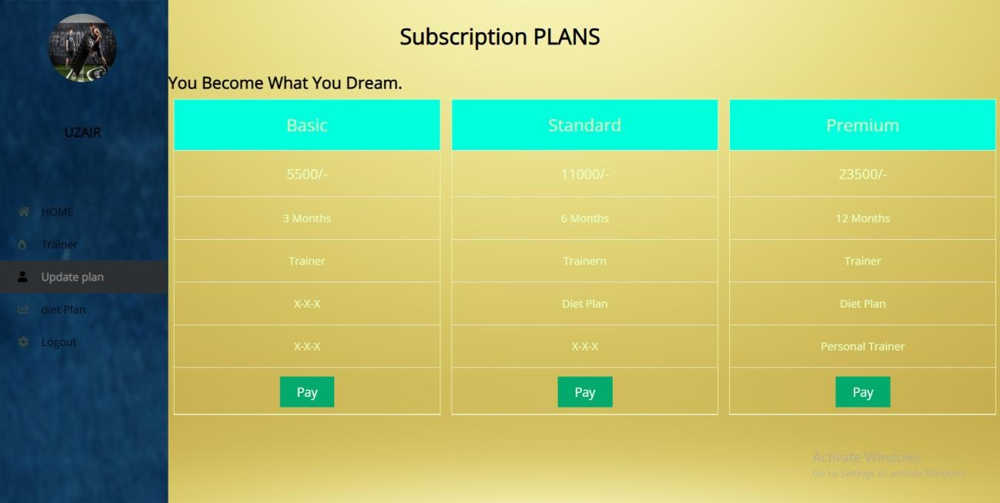 Subscription PLANS
You Become What You Dream.
UZAIR
HOME
Trainer
Update plan
diet Plan
Logout
Basic
5500/-
3 Months
Trainer
X-X-X
X-X-X
Pay
Standard
11000/-
6 Months
Trainern
Diet Plan
X-X-X
Pay
Premium
23500/-
12 Months
Trainer
Diet Plan
Personal Trainer
Pay
Activate Windows
Go to Settings to activate Windows.